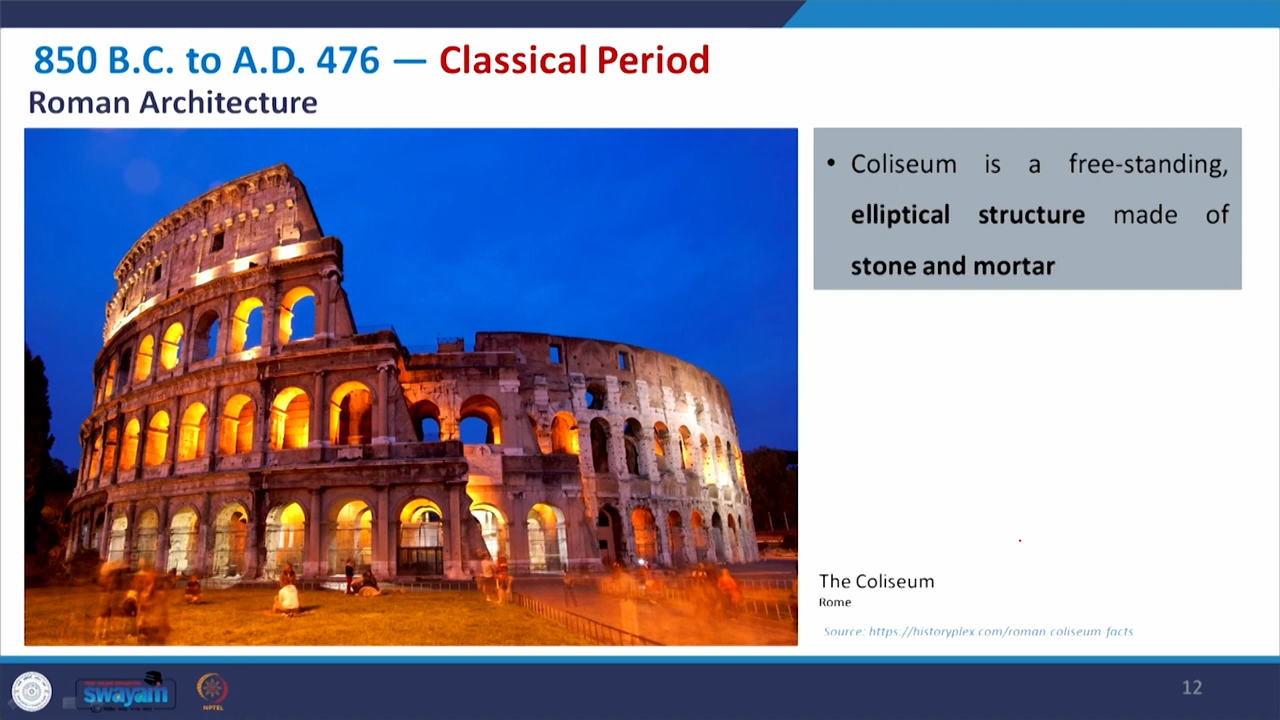 850 B.C. to A.D. 476 — Classical Period
Roman Architecture
• Coliseum is a free-standing,
elliptical structure made of
stone and mortar
The Coliseum
Rome
Source: https://historyplex.com/roman-coliseum-facts
swayam
NPTEL
12